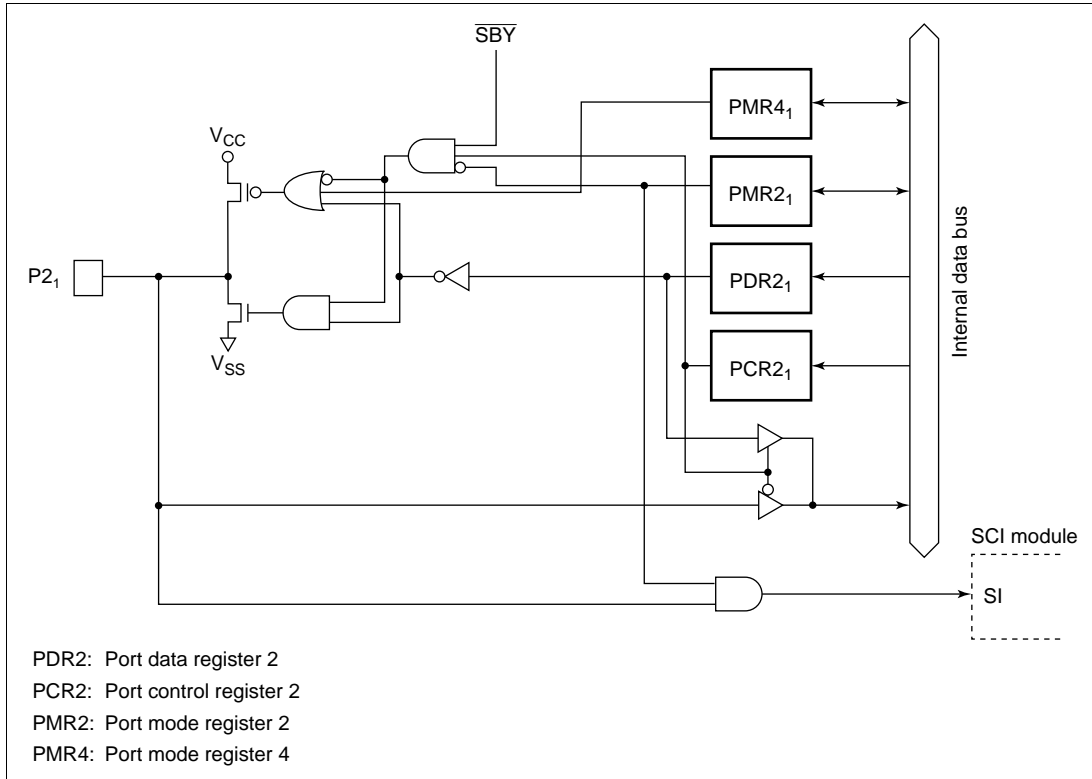 SBY
PMR4₁
V_CC
PMR2₁
P2₁
PDR2₁
Internal data bus
V_SS
PCR2₁
SCI module
SI
PDR2: Port data register 2
PCR2: Port control register 2
PMR2: Port mode register 2
PMR4: Port mode register 4